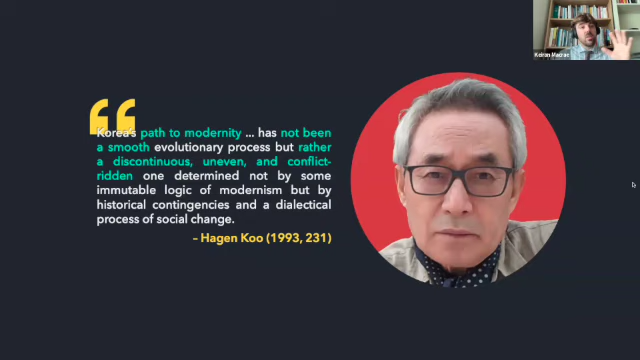 Keiran Macrae
“
Korea's path to modernity ... has not been
a smooth evolutionary process but rather
a discontinuous, uneven, and conflict-
ridden one determined not by some
immutable logic of modernism but by
historical contingencies and a dialectical
process of social change.
– Hagen Koo (1993, 231)